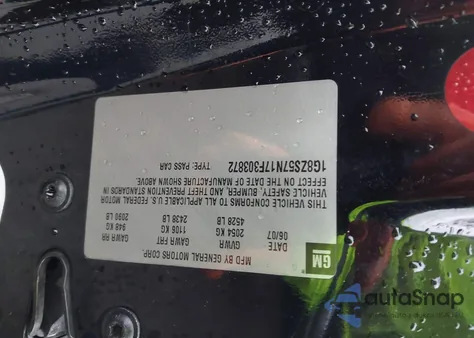 GM
MFD BY GENERAL MOTORS CORP.
DATE GVWR GAWR FRT GAWR RR
06/07 2054 KG 1106 KG 948 KG
4528 LB 2438 LB 2090 LB
THIS VEHICLE CONFORMS TO ALL APPLICABLE U.S. FEDERAL MOTOR
VEHICLE SAFETY, BUMPER, AND THEFT PREVENTION STANDARDS IN
EFFECT ON THE DATE OF MANUFACTURE SHOWN ABOVE.
1G8ZS57N17F303872 TYPE: PASS CAR
autaSnap